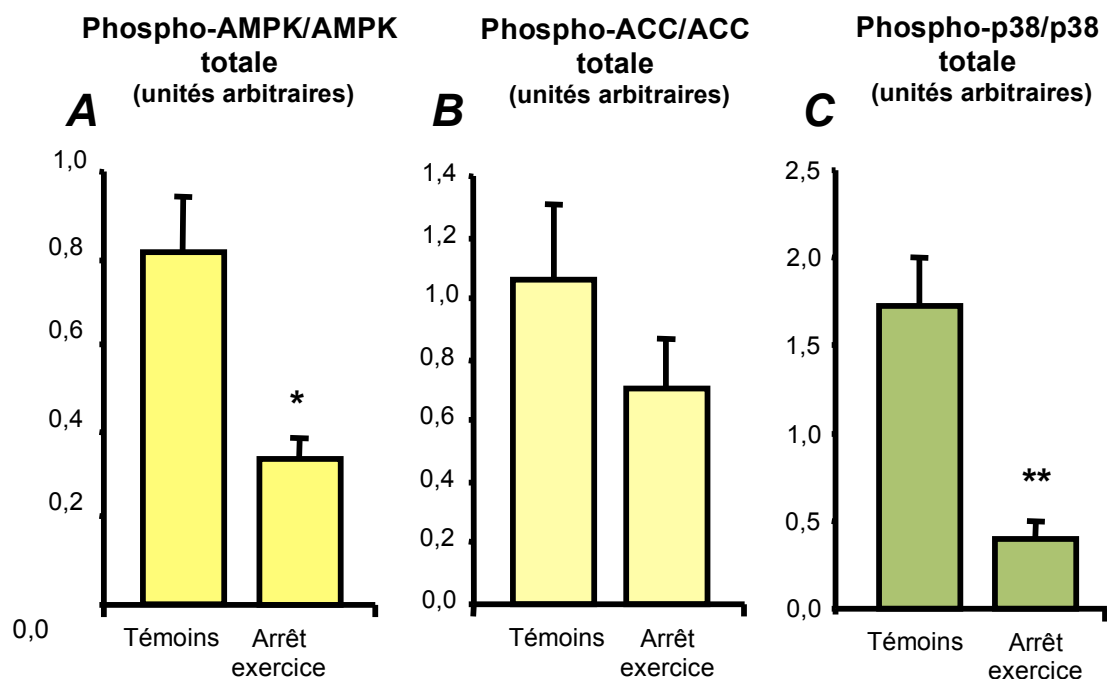 Phospho-AMPK/AMPK
totale
(unités arbitraires)
A
1,0
0,8
0,6
0,4
0,2
0,0
*
Témoins
Arrêt
exercice
Phospho-ACC/ACC
totale
(unités arbitraires)
B
1,4
1,2
1,0
0,8
0,6
0,4
0,2
0,0
Témoins
Arrêt
exercice
Phospho-p38/p38
totale
(unités arbitraires)
C
2,5
2,0
1,5
1,0
0,5
0,0
**
Témoins
Arrêt
exercice